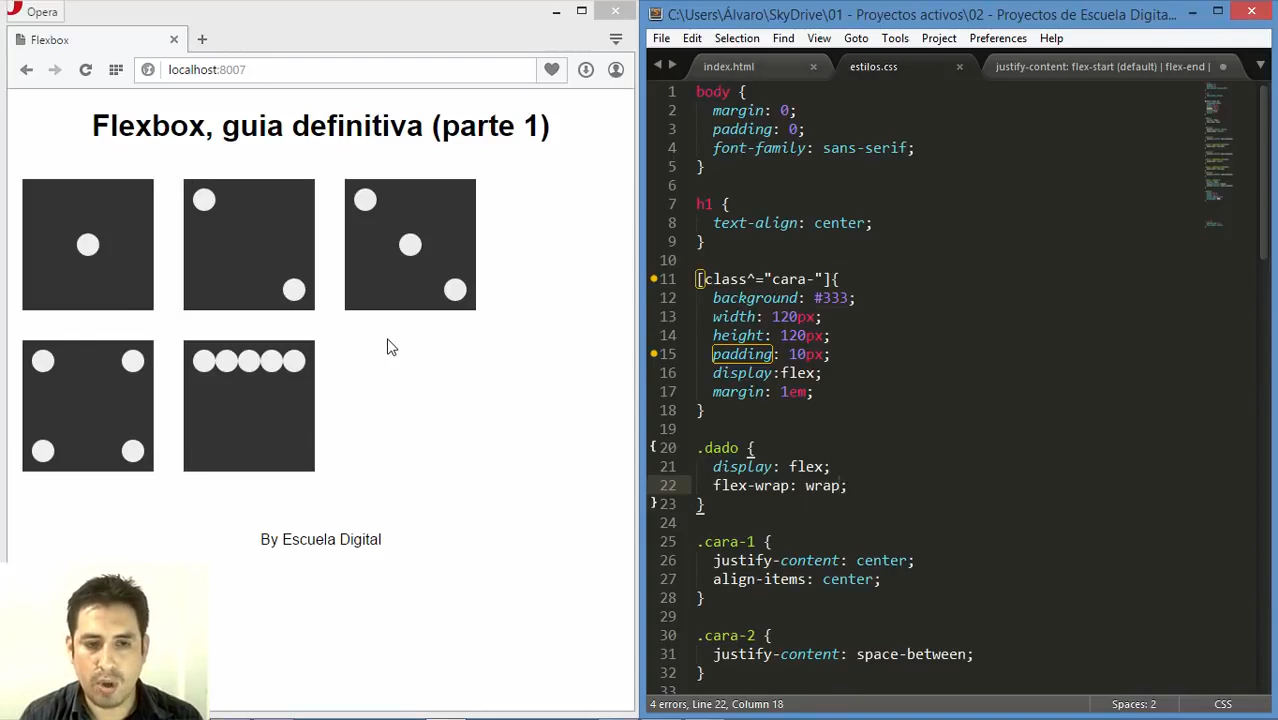 Opera
C:\Users\Álvaro\SkyDrive\01 - Proyectos activos\02 - Proyectos de Escuela Digita...
Flexbox
File Edit Selection Find View Goto Tools Project Preferences Help
localhost:8007
index.html
estilos.css
justify-content: flex-start (default) | flex-end |
Flexbox, guia definitiva (parte 1)
By Escuela Digital
1 body {
2 margin: 0;
3 padding: 0;
4 font-family: sans-serif;
5 }
6
7 h1 {
8 text-align: center;
9 }
10
11 [class^="cara-"]{
12 background: #333;
13 width: 120px;
14 height: 120px;
15 padding: 10px;
16 display:flex;
17 margin: 1em;
18 }
19
20 .dado {
21 display: flex;
22 flex-wrap: wrap;
23 }
24
25 .cara-1 {
26 justify-content: center;
27 align-items: center;
28 }
29
30 .cara-2 {
31 justify-content: space-between;
32 }
33
4 errors, Line 22, Column 18
Spaces: 2
CSS